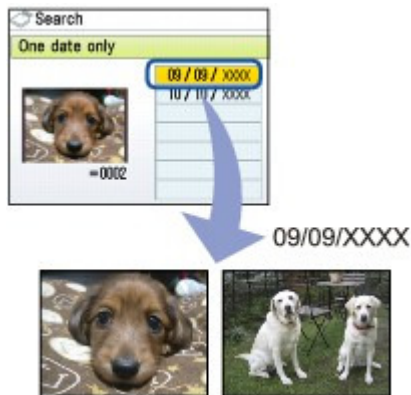 Search
One date only
09/09/XXXX
10/10/XXXX
=0002
09/09/XXXX